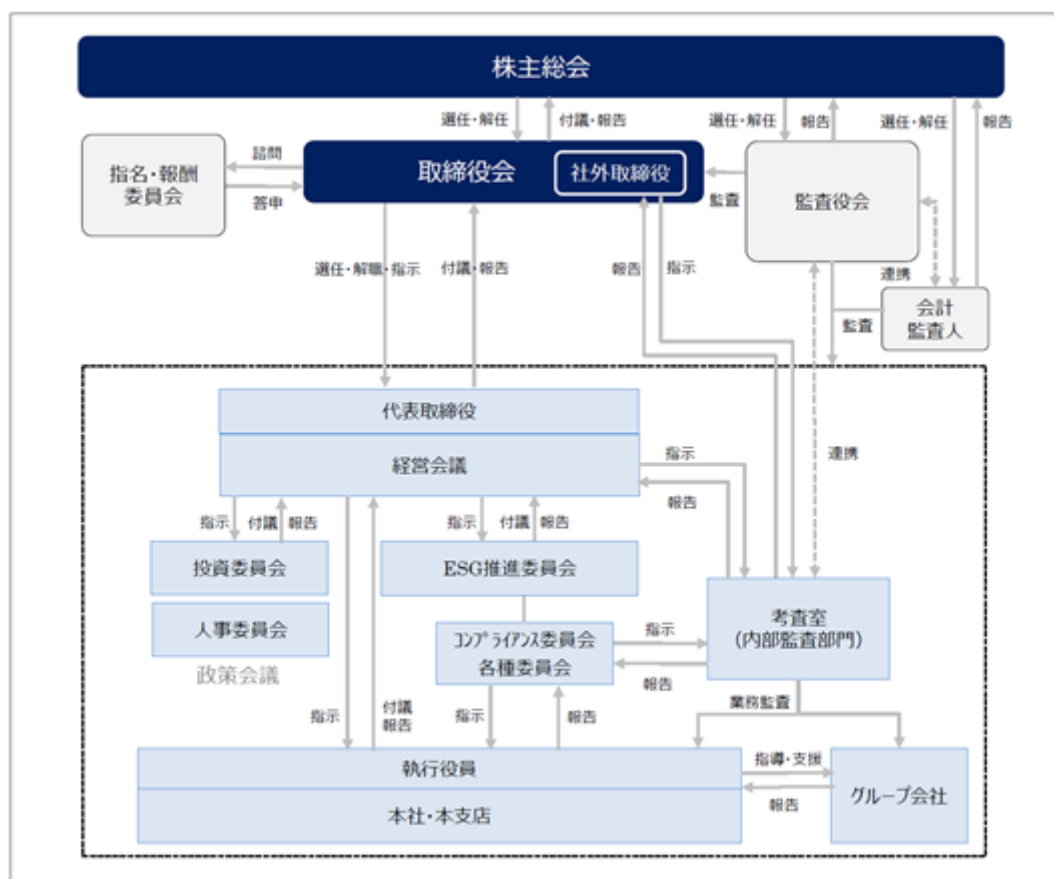 株主総会
選任・解任
付議・報告
選任・解任
報告
選任・解任
報告
指名・報酬
委員会
諮問
答申
取締役会
社外取締役
監査
監査役会
選任・解職・指示
付議・報告
報告
指示
連携
監査
会計
監査人
代表取締役
経営会議
指示
報告
連携
指示
付議
報告
指示
付議
報告
投資委員会
ESG推進委員会
人事委員会
政策会議
コンプライアンス委員会
各種委員会
指示
報告
考査室
(内部監査部門)
指示
付議
報告
指示
報告
業務監査
執行役員
本社・本支店
指導・支援
報告
グループ会社